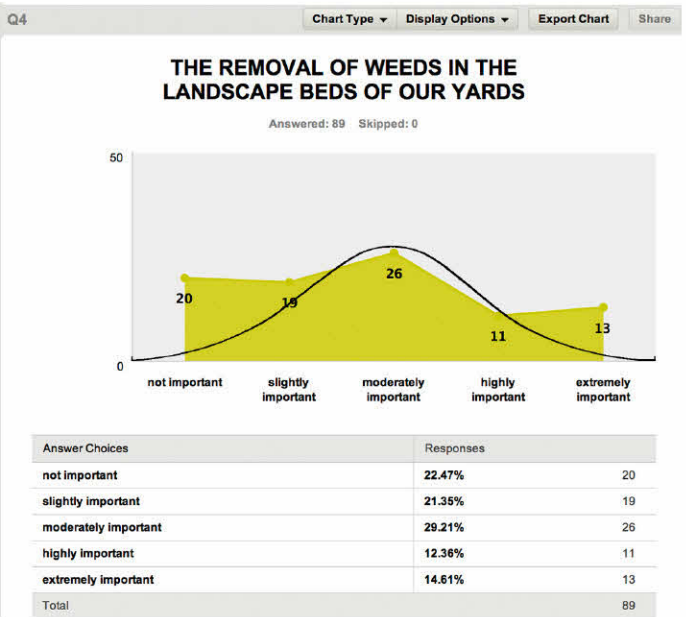 Q4 Chart Type Display Options Export Chart Share
THE REMOVAL OF WEEDS IN THE
LANDSCAPE BEDS OF OUR YARDS
Answered: 89 Skipped: 0
50
20
19
26
11
13
0
not important slightly important moderately important highly important extremely important
Answer Choices Responses
not important 22.47% 20
slightly important 21.35% 19
moderately important 29.21% 26
highly important 12.36% 11
extremely important 14.61% 13
Total 89